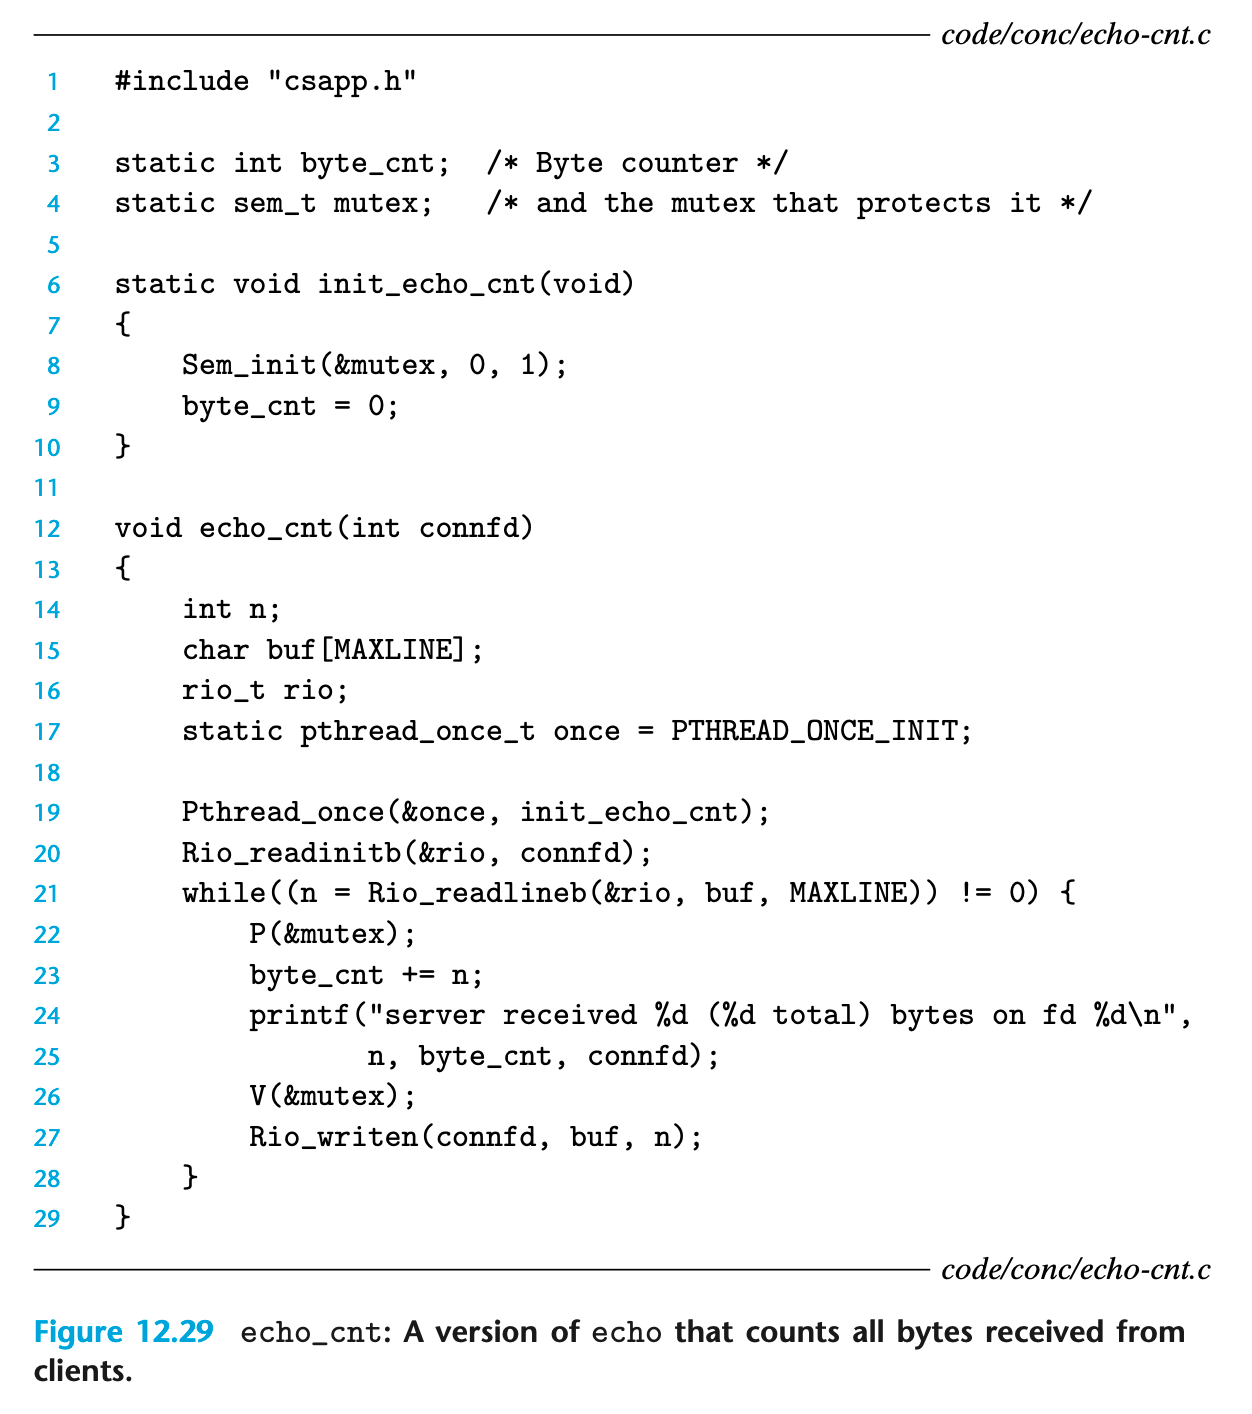 code/conc/echo-cnt.c
1 #include "csapp.h"
2
3 static int byte_cnt; /* Byte counter */
4 static sem_t mutex; /* and the mutex that protects it */
5
6 static void init_echo_cnt(void)
7 {
8 Sem_init(&mutex, 0, 1);
9 byte_cnt = 0;
10 }
11
12 void echo_cnt(int connfd)
13 {
14 int n;
15 char buf[MAXLINE];
16 rio_t rio;
17 static pthread_once_t once = PTHREAD_ONCE_INIT;
18
19 Pthread_once(&once, init_echo_cnt);
20 Rio_readinitb(&rio, connfd);
21 while((n = Rio_readlineb(&rio, buf, MAXLINE)) != 0) {
22 P(&mutex);
23 byte_cnt += n;
24 printf("server received %d (%d total) bytes on fd %d\n",
25 n, byte_cnt, connfd);
26 V(&mutex);
27 Rio_writen(connfd, buf, n);
28 }
29 }
code/conc/echo-cnt.c
Figure 12.29 echo_cnt: A version of echo that counts all bytes received from
clients.